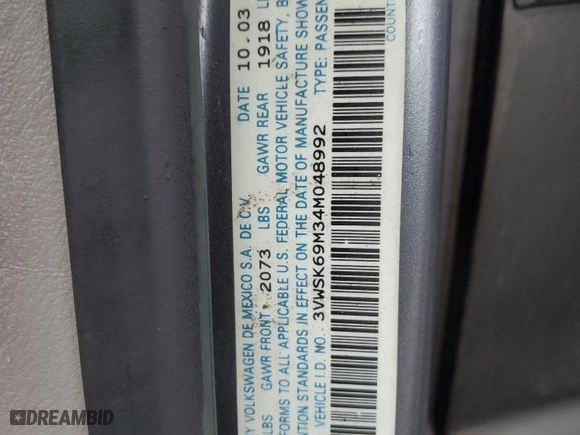 Y VOLKSWAGEN DE MEXICO S.A. DE C.V. DATE 10.03
LBS GAWR FRONT, 2073 LBS GAWR REAR 1918
FORMS TO ALL APPLICABLE U.S. FEDERAL MOTOR VEHICLE SAFETY,
NTION STANDARDS IN EFFECT ON THE DATE OF MANUFACTURE SHOW
VEHICLE I.D. NO.: 3VWSK69M34M048992 TYPE: PASSEN
COUNT
DREAMBID